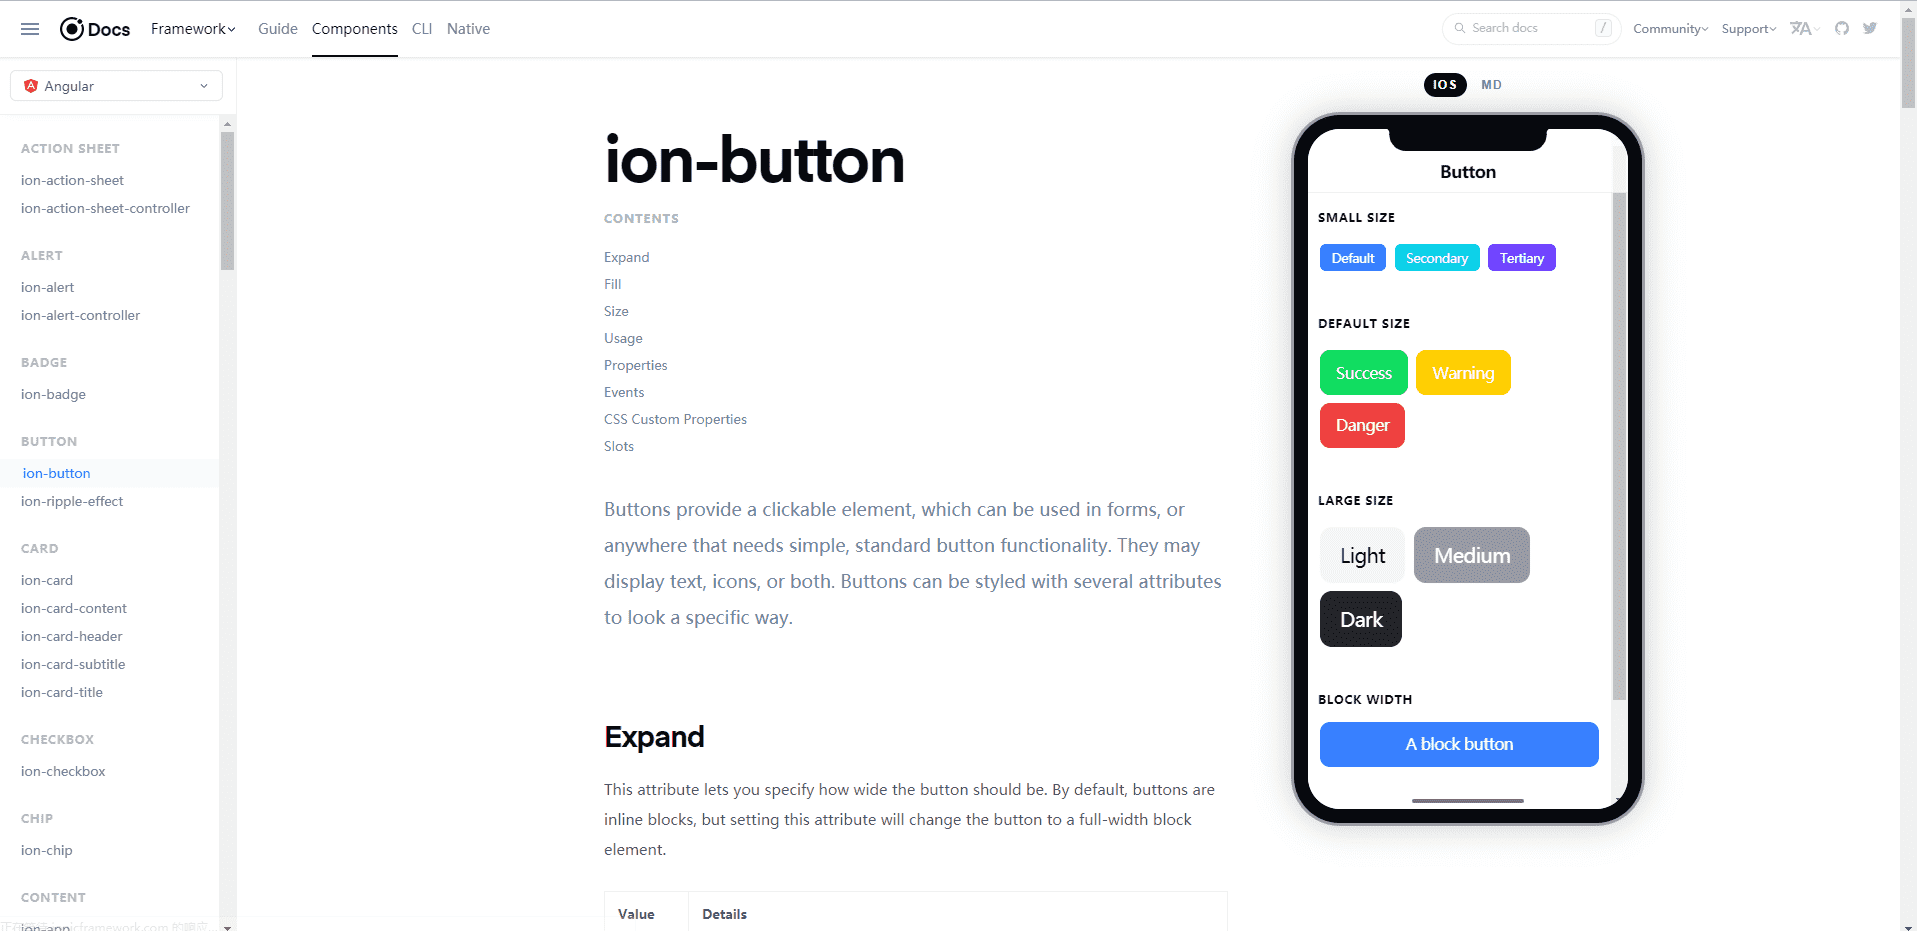 Docs
Framework
Guide
Components
CLI
Native
Search docs
/
Community
Support
Angular
ACTION SHEET
ion-action-sheet
ion-action-sheet-controller
ALERT
ion-alert
ion-alert-controller
BADGE
ion-badge
BUTTON
ion-button
ion-ripple-effect
CARD
ion-card
ion-card-content
ion-card-header
ion-card-subtitle
ion-card-title
CHECKBOX
ion-checkbox
CHIP
ion-chip
CONTENT
ion-button
CONTENTS
Expand
Fill
Size
Usage
Properties
Events
CSS Custom Properties
Slots
Buttons provide a clickable element, which can be used in forms, or
anywhere that needs simple, standard button functionality. They may
display text, icons, or both. Buttons can be styled with several attributes
to look a specific way.
Expand
This attribute lets you specify how wide the button should be. By default, buttons are
inline blocks, but setting this attribute will change the button to a full-width block
element.
Value Details
IOS MD
Button
SMALL SIZE
Default Secondary Tertiary
DEFAULT SIZE
Success Warning
Danger
LARGE SIZE
Light Medium
Dark
BLOCK WIDTH
A block button